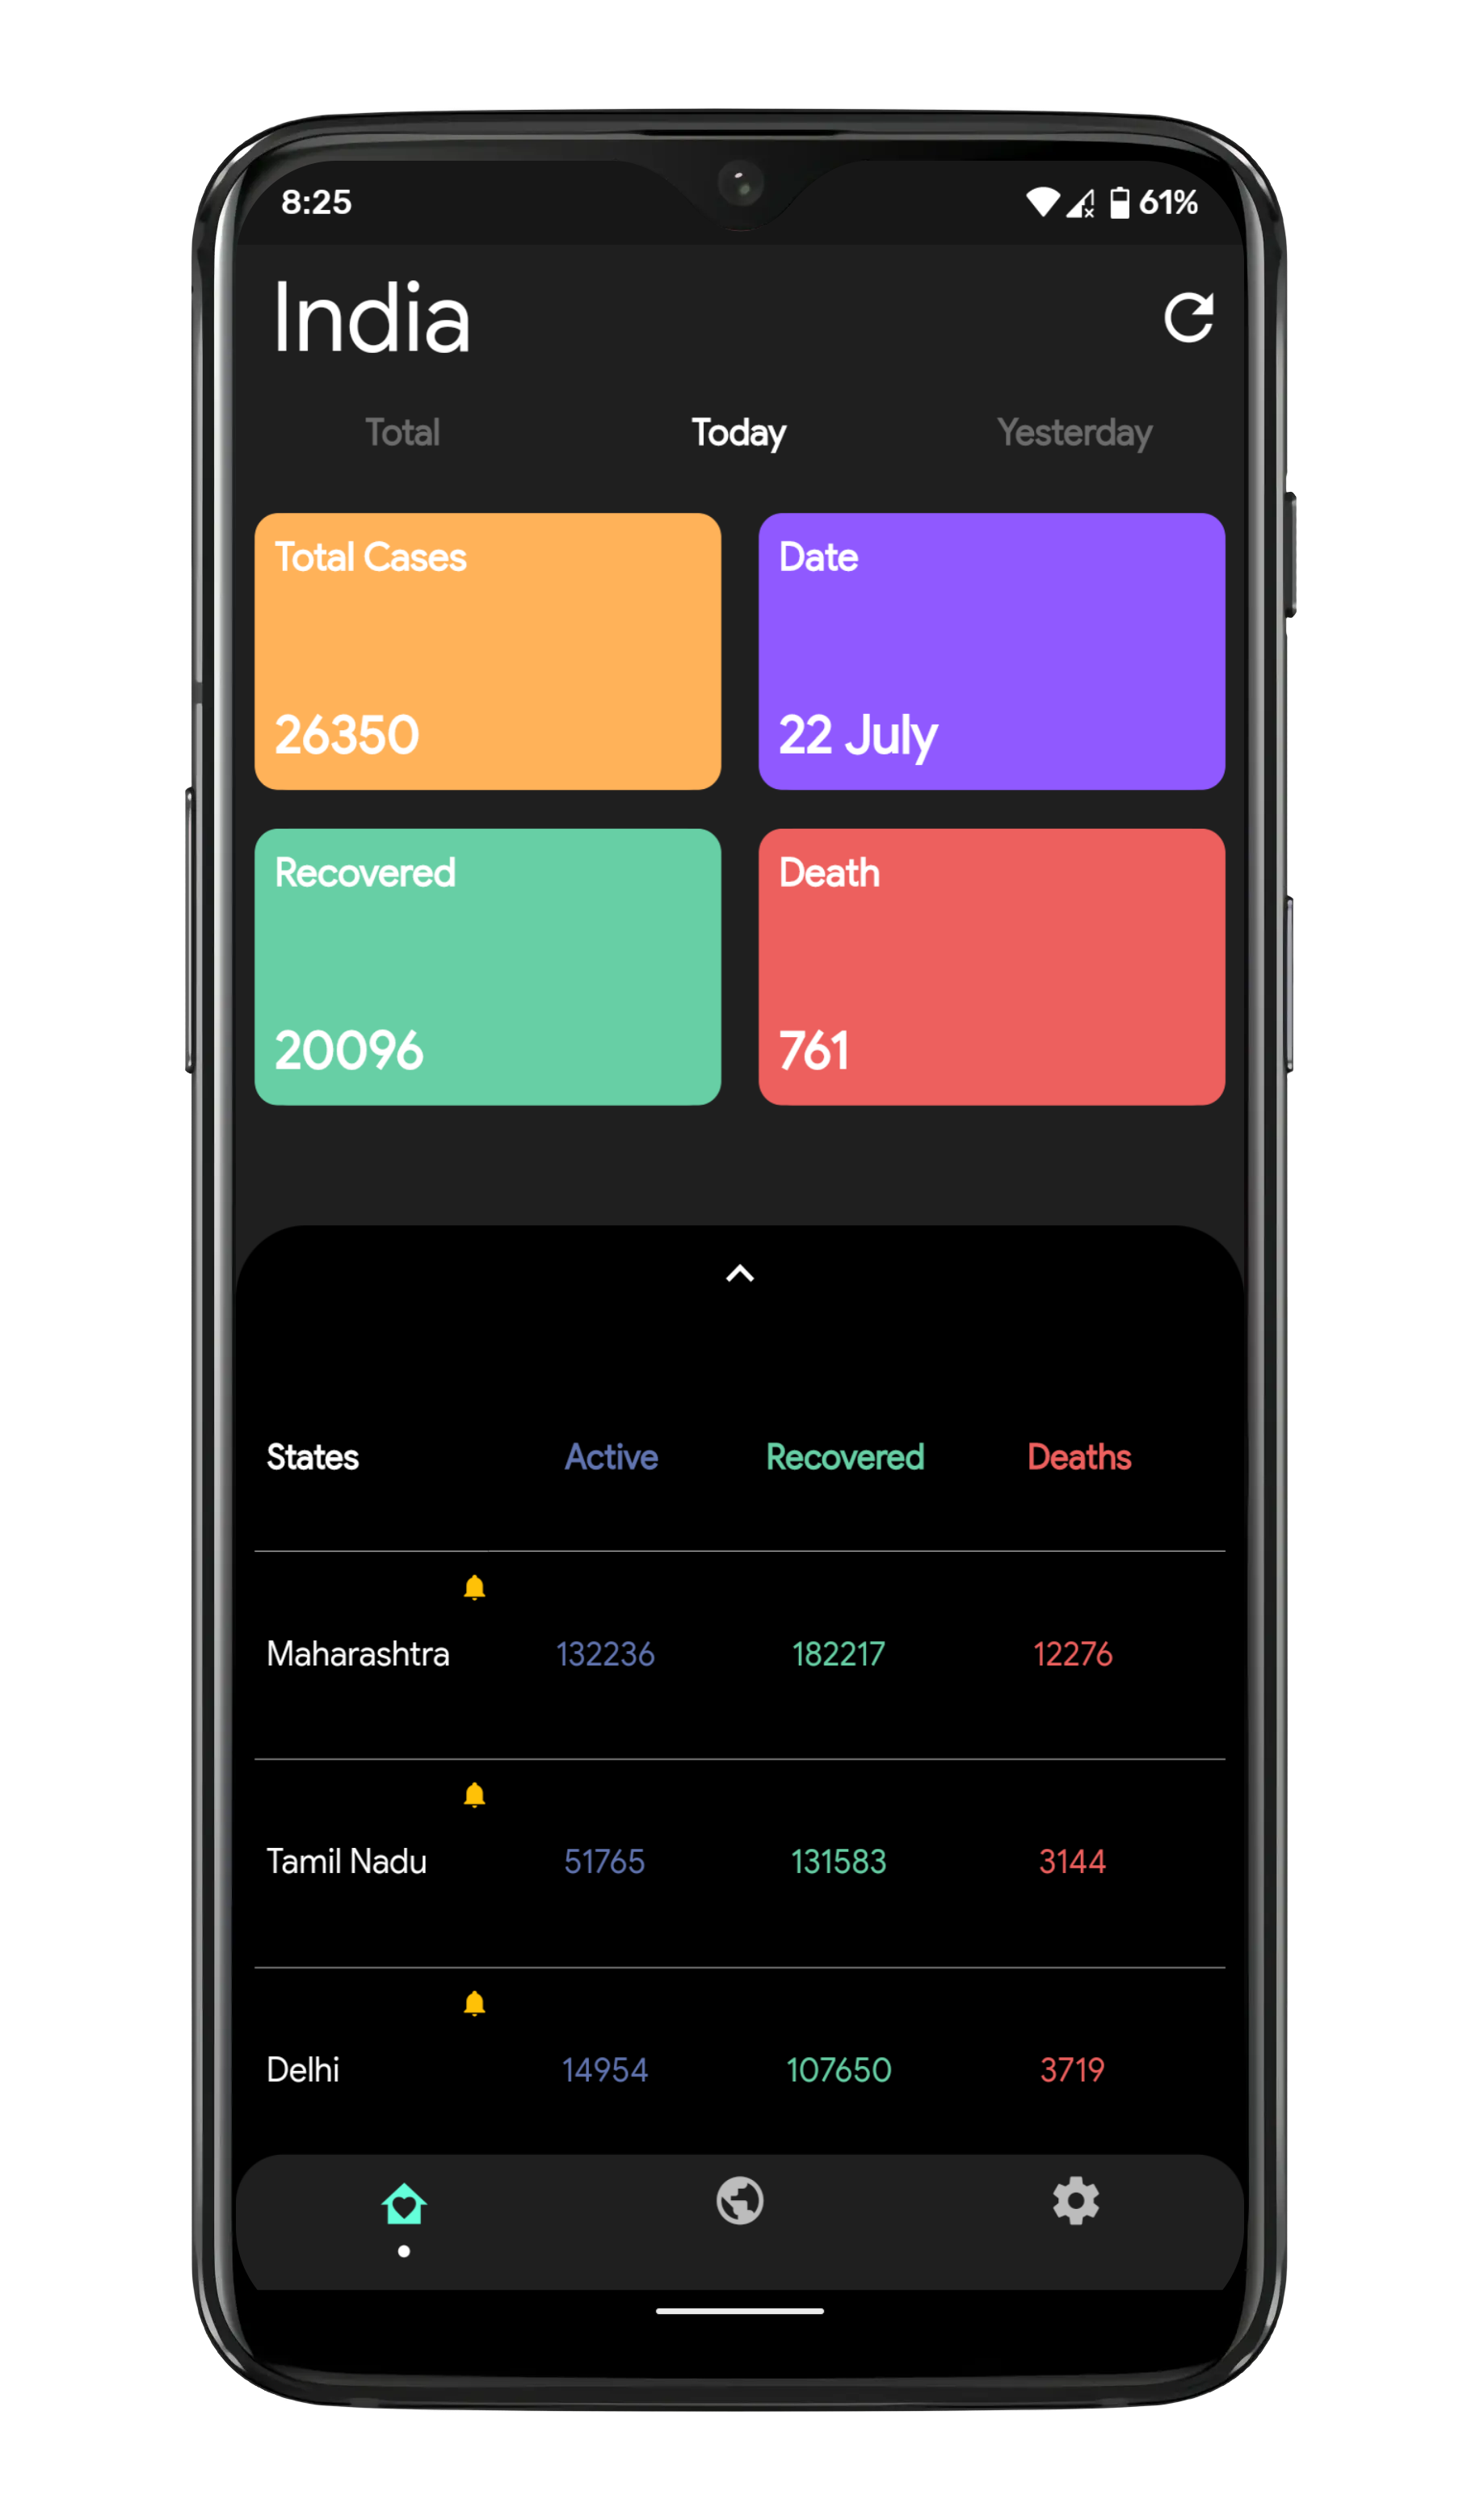 8:25 61%
India
Total Today Yesterday
Total Cases Date
26350 22 July
Recovered Death
20096 761
States Active Recovered Deaths
Maharashtra 132236 182217 12276
Tamil Nadu 51765 131583 3144
Delhi 14954 107650 3719